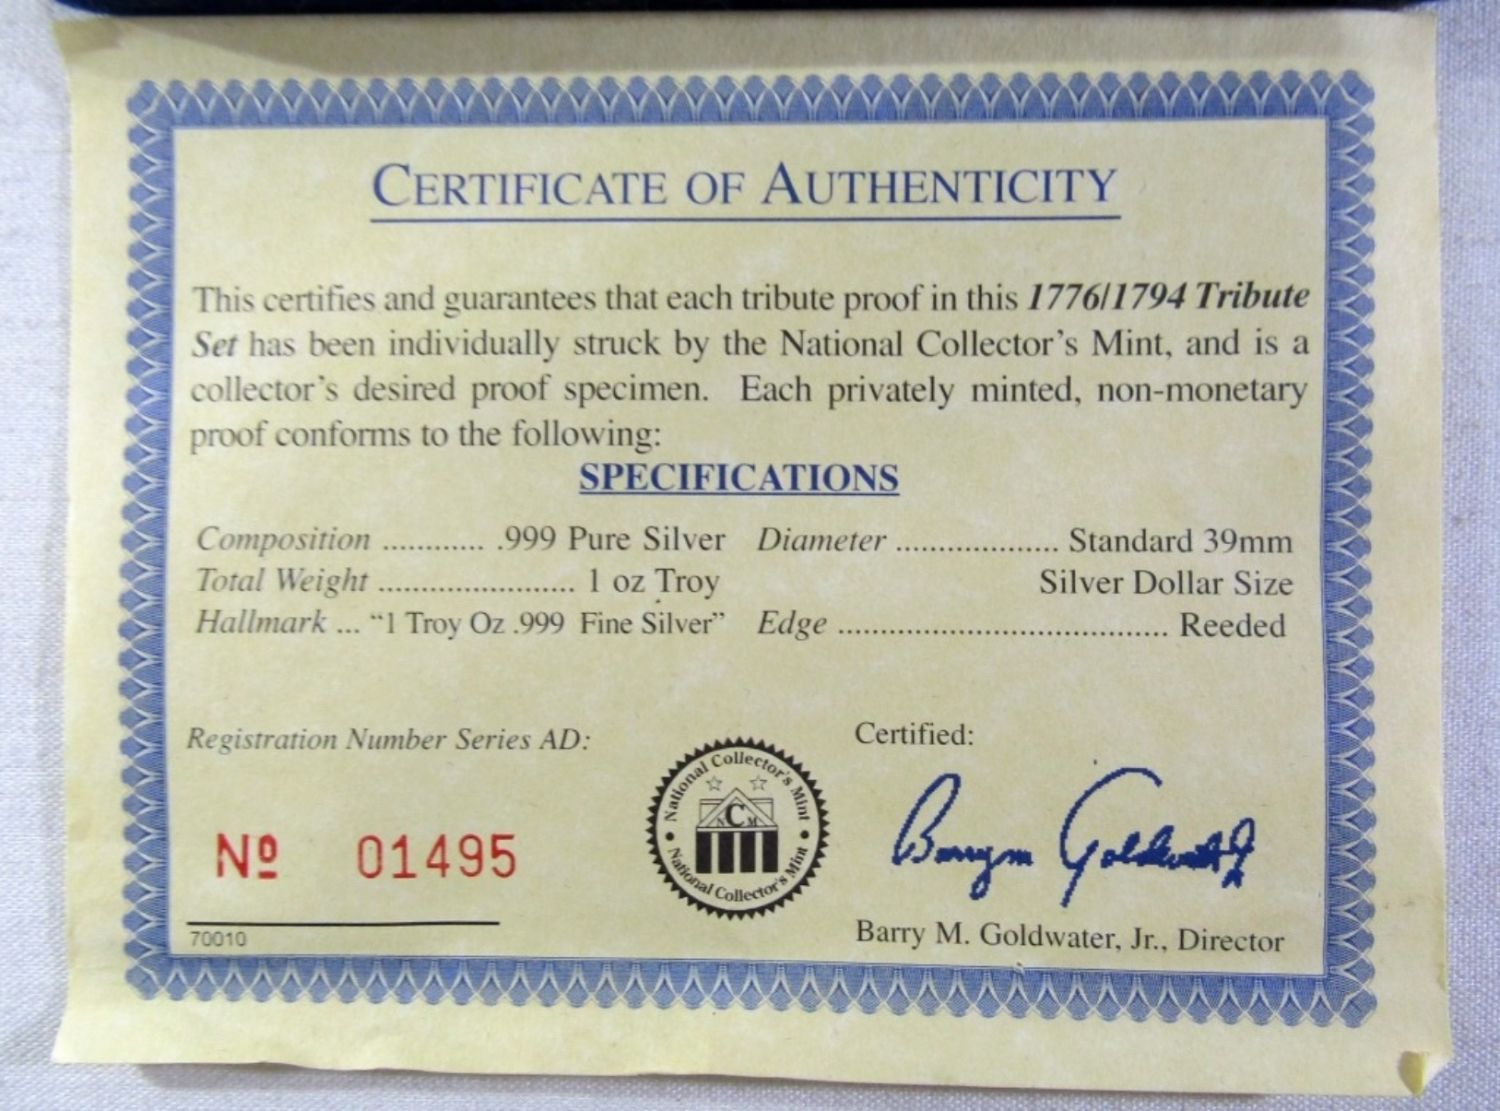 CERTIFICATE OF AUTHENTICITY
This certifies and guarantees that each tribute proof in this 1776/1794 Tribute
Set has been individually struck by the National Collector's Mint, and is a
collector's desired proof specimen. Each privately minted, non-monetary
proof conforms to the following:
SPECIFICATIONS
Composition ............ .999 Pure Silver
Total Weight ....................... 1 oz Troy
Hallmark ... "1 Troy Oz .999 Fine Silver"
Diameter ................... Standard 39mm
Silver Dollar Size
Edge ....................................... Reeded
Registration Number Series AD:
Nº 01495
70010
National Collector's Mint
NCM
National Collector's Mint
Certified:
Barry M Goldwater Jr
Barry M. Goldwater, Jr., Director